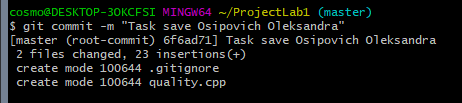 cosmo@DESKTOP-3OKCFSI MINGW64 ~/ProjectLab1 (master)
$ git commit -m "Task save Osipovich Oleksandra"
[master (root-commit) 6f6ad71] Task save Osipovich Oleksandra
 2 files changed, 23 insertions(+)
 create mode 100644 .gitignore
 create mode 100644 quality.cpp